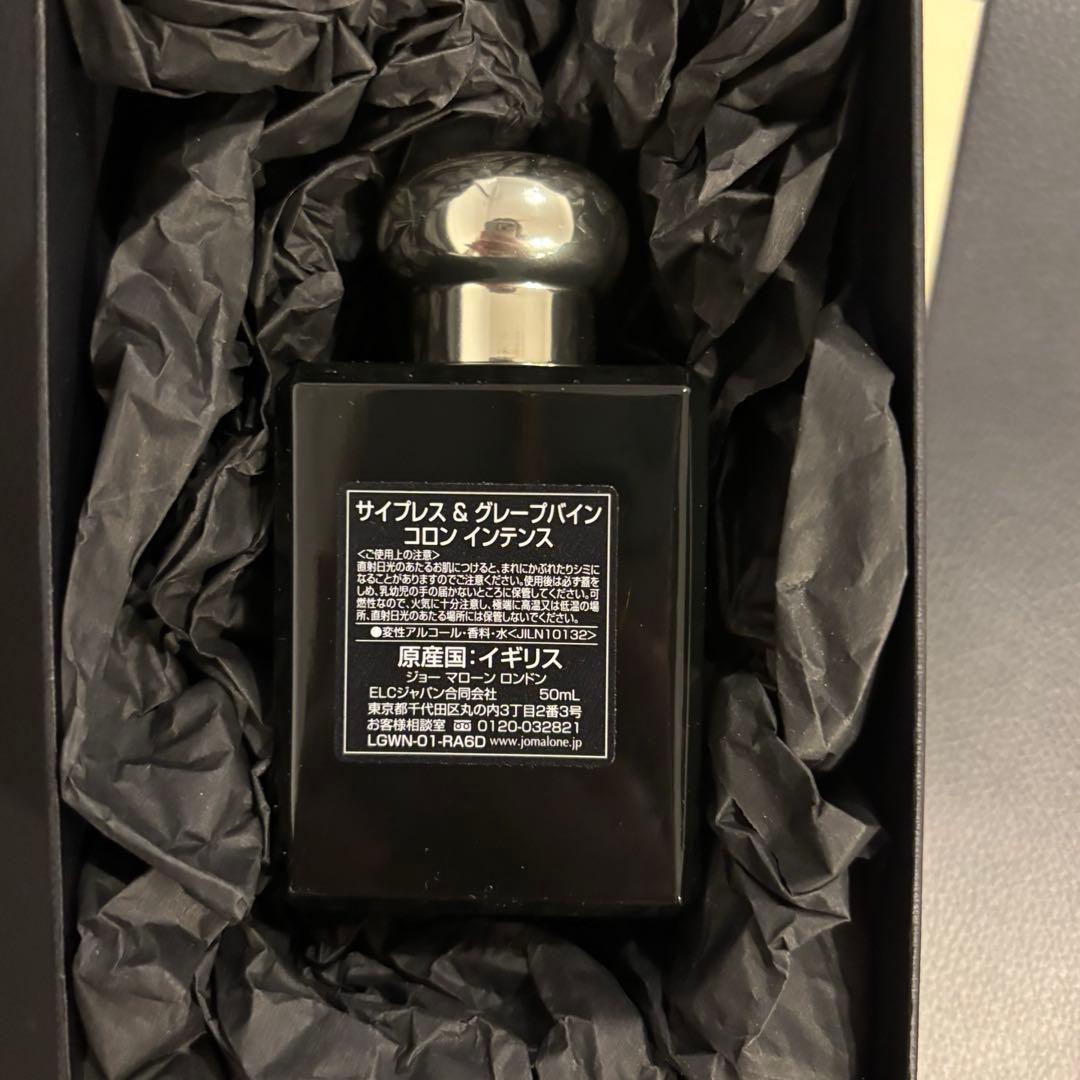 サイプレス & グレープバイン
コロン インテンス
<ご使用上の注意>
直射日光のあたるお肌につけると、まれにかぶれたりシミに
なることがありますのでご注意ください。使用後は必ず蓋を
しめ、乳幼児の手の届かないところに保管してください。可
燃性なので、火気に十分注意し、極端に高温又は低温の場
所、直射日光のあたる場所には保管しないでください。
●変性アルコール・香料・水<JILN10132>
原産国:イギリス
ジョー マローン ロンドン
ELCジャパン合同会社 50mL
東京都千代田区丸の内3丁目2番3号
お客様相談室 0120-032821
LGWN-01-RA6D www.jomalone.jp